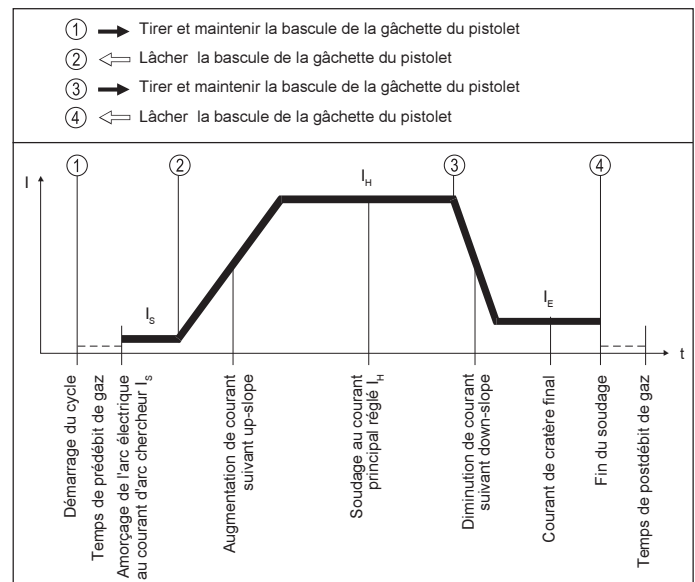 ① Tirer et maintenir la bascule de la gâchette du pistolet
② Lâcher la bascule de la gâchette du pistolet
③ Tirer et maintenir la bascule de la gâchette du pistolet
④ Lâcher la bascule de la gâchette du pistolet
① ② ③ ④
I
I_H
I_S
I_E
t
Démarrage du cycle
Temps de prédébit de gaz
Amorçage de l'arc électrique
au courant d'arc chercheur I_S
Augmentation de courant
suivant up-slope
Soudage au courant
principal réglé I_H
Diminution de courant
suivant down-slope
Courant de cratère final
Fin du soudage
Temps de postdébit de gaz